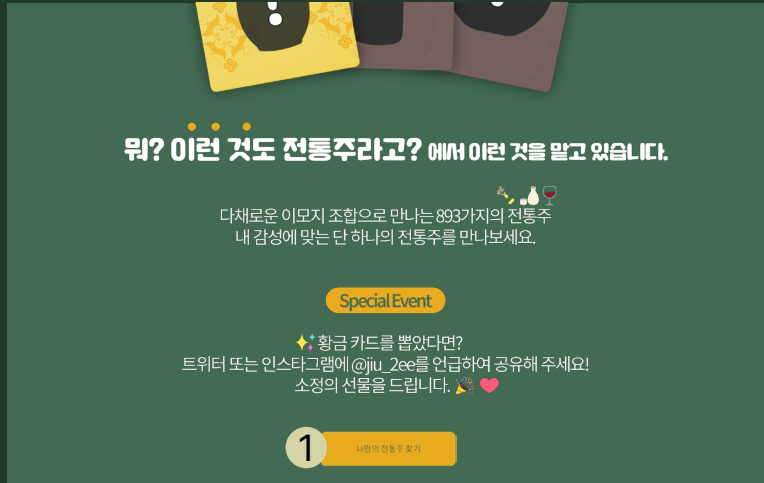 뭐? 이런 것도 전통주라고? 에서 이런 것을 맡고 있습니다.
다채로운 이모지 조합으로 만나는 893가지의 전통주
내 감성에 맞는 단 하나의 전통주를 만나보세요.
Special Event
✨ 황금 카드를 뽑았다면?
트위터 또는 인스타그램에 @jiu_2ee를 언급하여 공유해 주세요!
소정의 선물을 드립니다. 🎉 ❤️
1
나만의 전통주 찾기